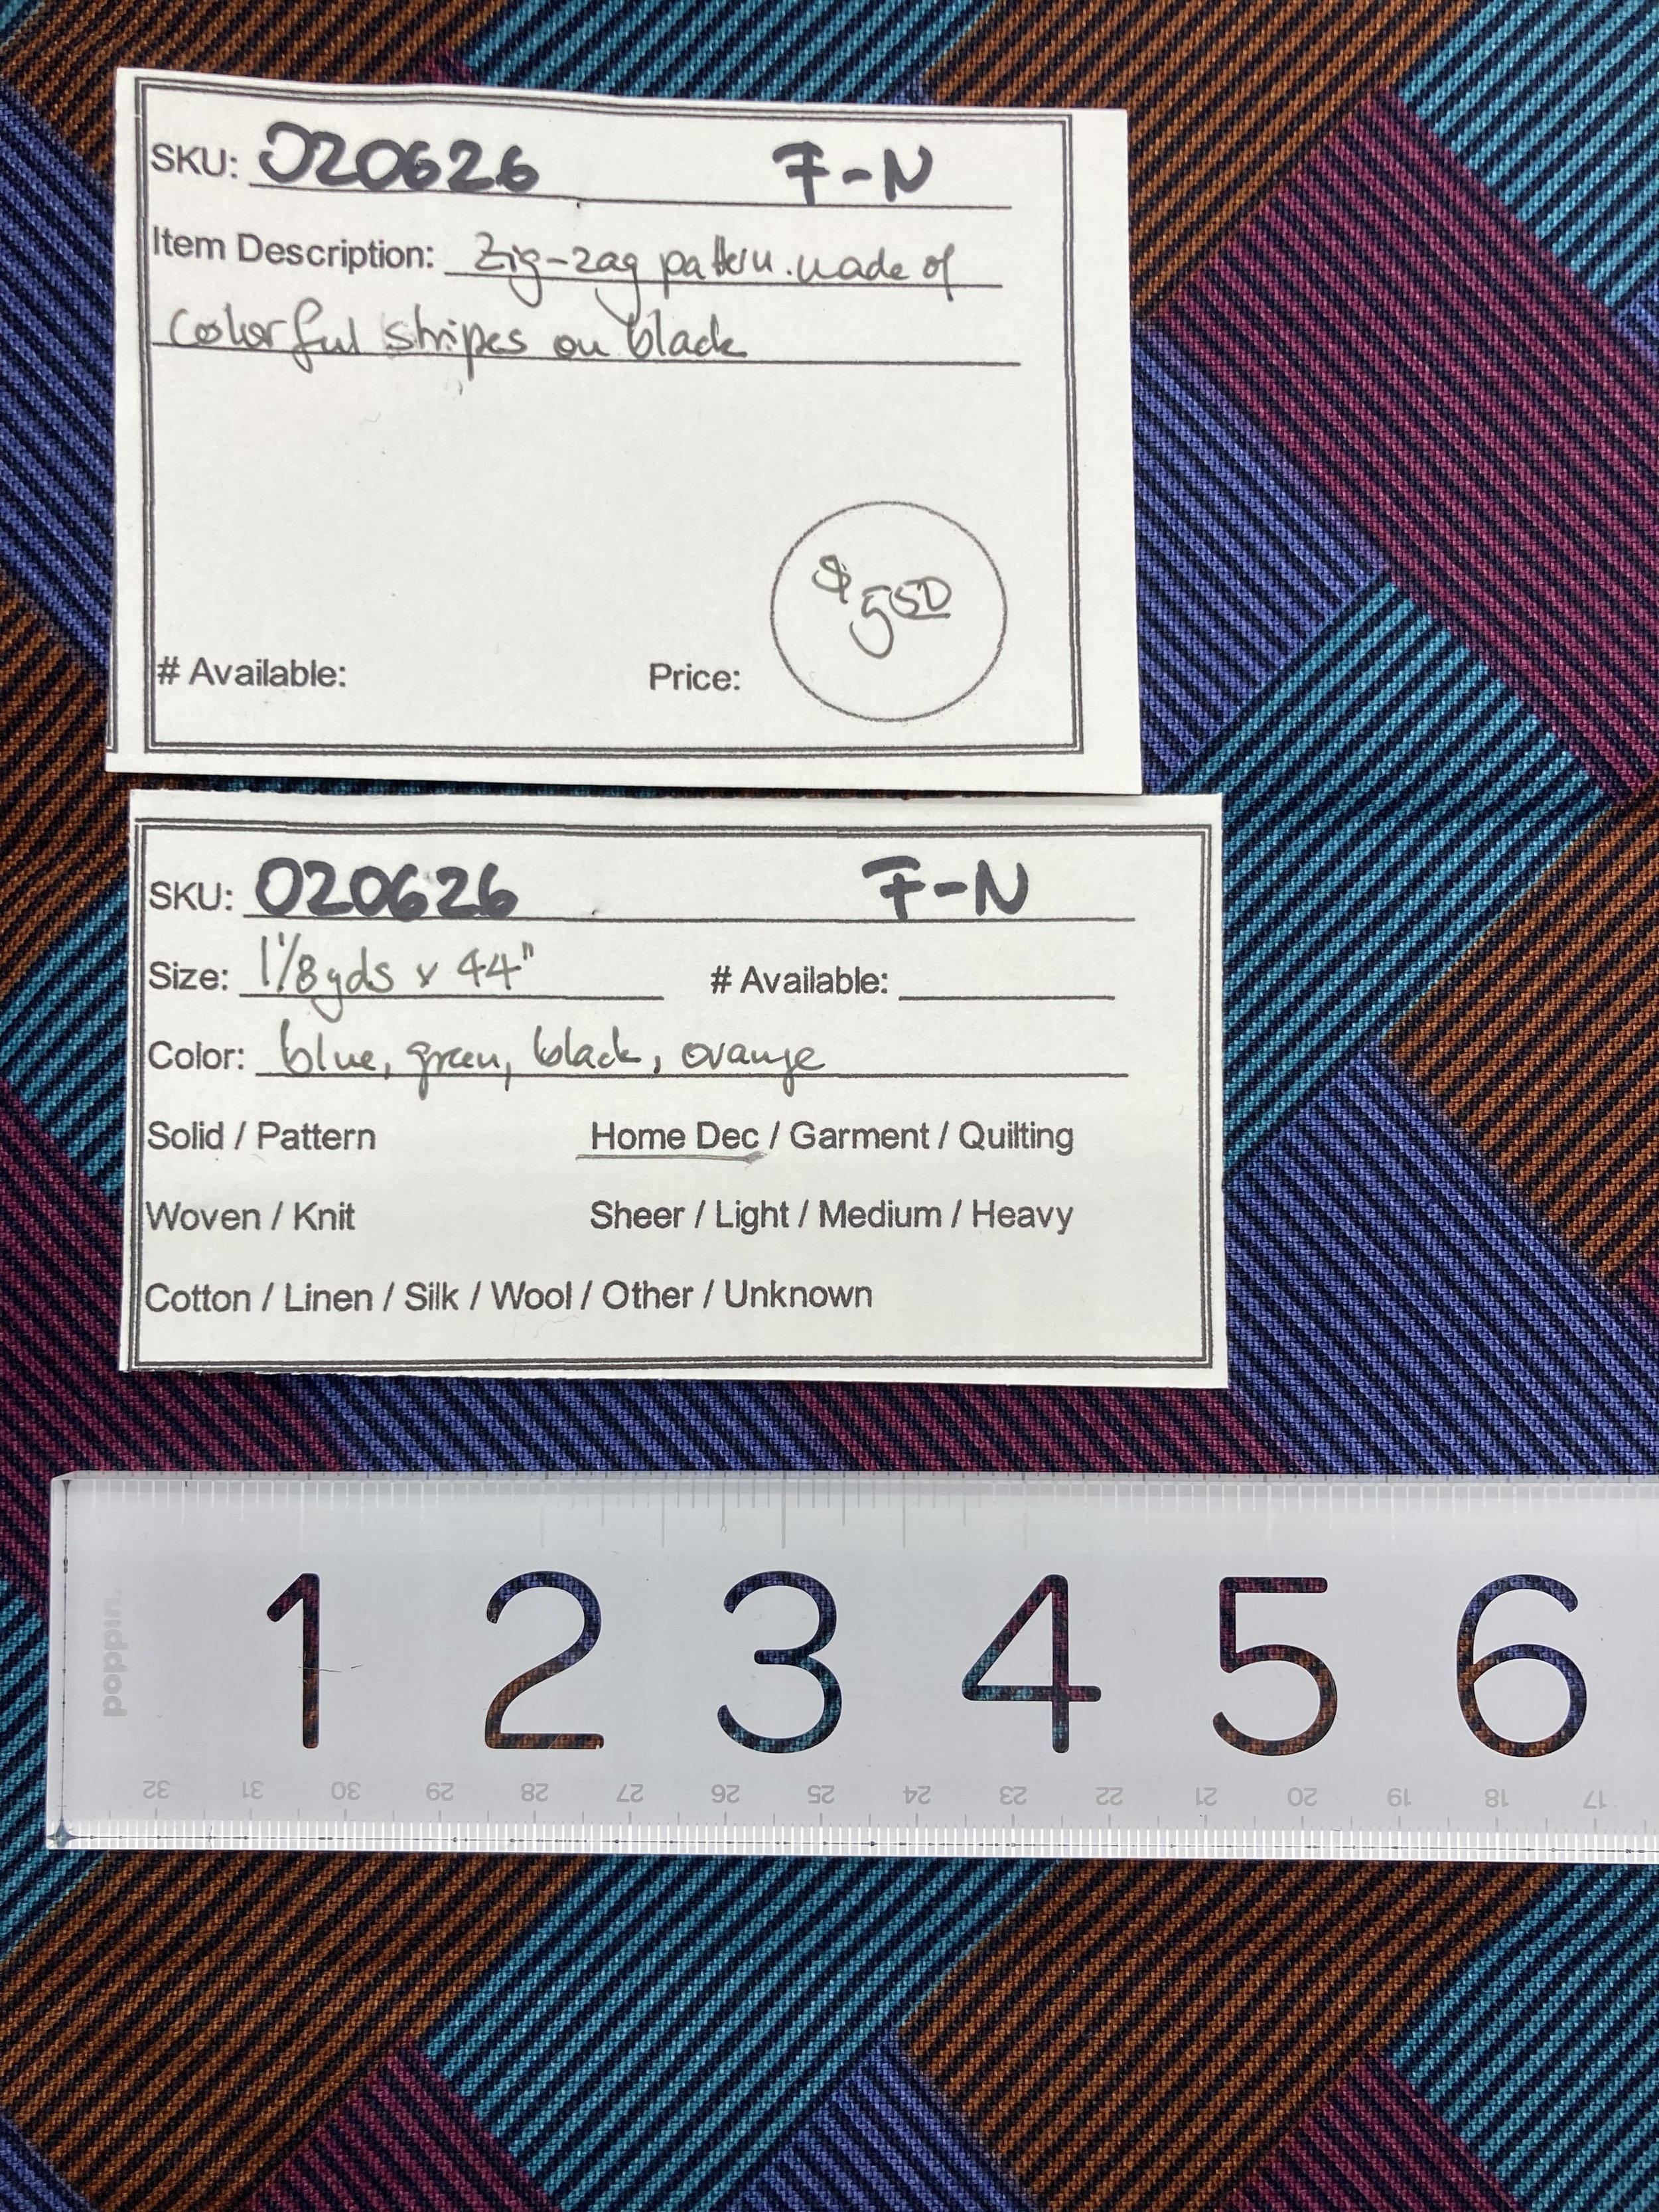 SKU: 020626 F-N
Item Description: Zig-zag pattern made of
colorful stripes on black
$5 50
# Available: Price:
SKU: 020626 F-N
Size: 1 1/8 yds x 44" # Available:
Color: blue, green, black, orange
Solid / Pattern Home Dec / Garment / Quilting
Woven / Knit Sheer / Light / Medium / Heavy
Cotton / Linen / Silk / Wool / Other / Unknown
poppin.
1 2 3 4 5 6
32 31 30 29 28 27 26 25 24 23 22 21 20 19 18 17